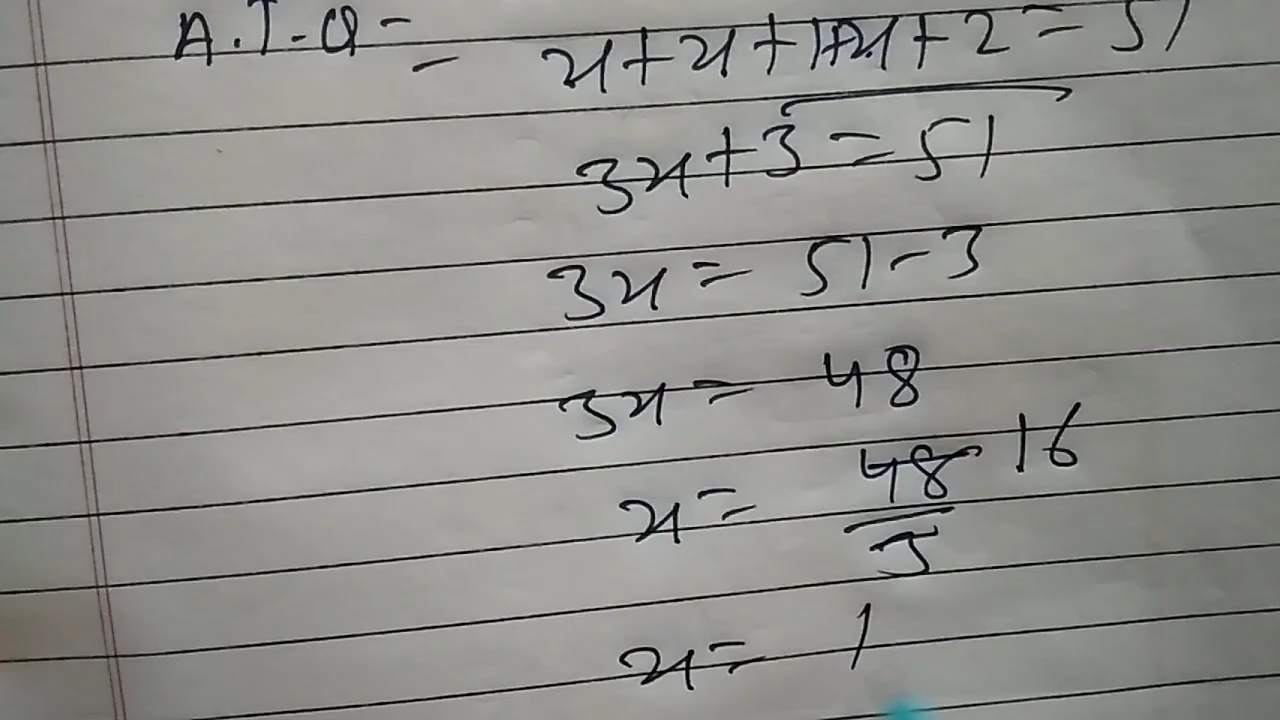 A.T-Q- = x+x+1+x+2=51
3x+3=51
3x= 51-3
3x= 48
x= 48/3 16
x= 1